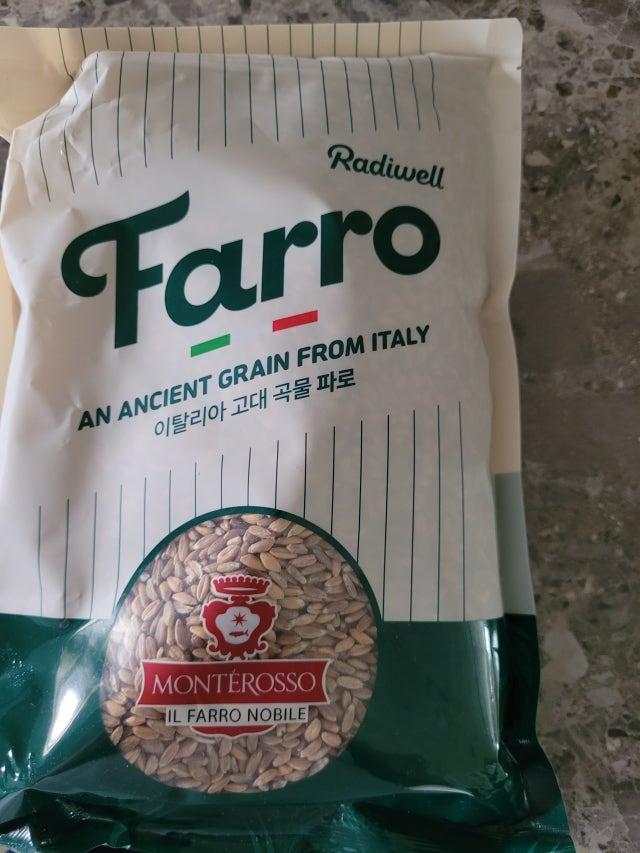 Radiwell
Farro
AN ANCIENT GRAIN FROM ITALY
이탈리아 고대 곡물 파로
MONTÉROSSO
IL FARRO NOBILE